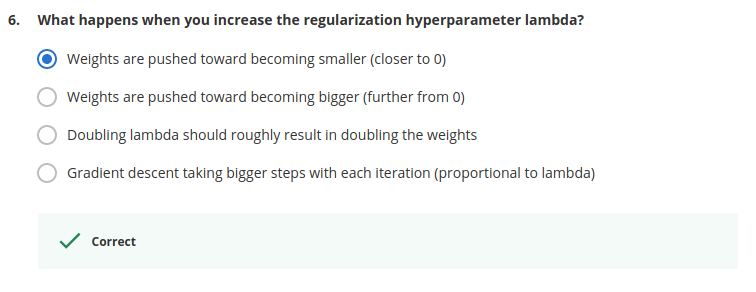 6. What happens when you increase the regularization hyperparameter lambda?
Weights are pushed toward becoming smaller (closer to 0)
Weights are pushed toward becoming bigger (further from 0)
Doubling lambda should roughly result in doubling the weights
Gradient descent taking bigger steps with each iteration (proportional to lambda)
Correct